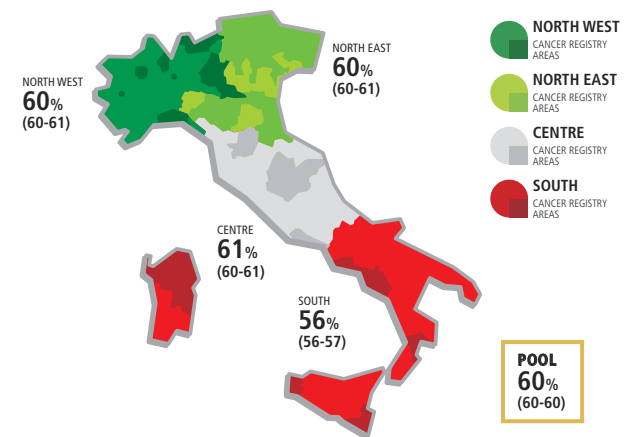 NORTH WEST
60%
(60-61)
NORTH EAST
60%
(60-61)
CENTRE
61%
(60-61)
SOUTH
56%
(56-57)
NORTH WEST
CANCER REGISTRY
AREAS
NORTH EAST
CANCER REGISTRY
AREAS
CENTRE
CANCER REGISTRY
AREAS
SOUTH
CANCER REGISTRY
AREAS
POOL
60%
(60-60)